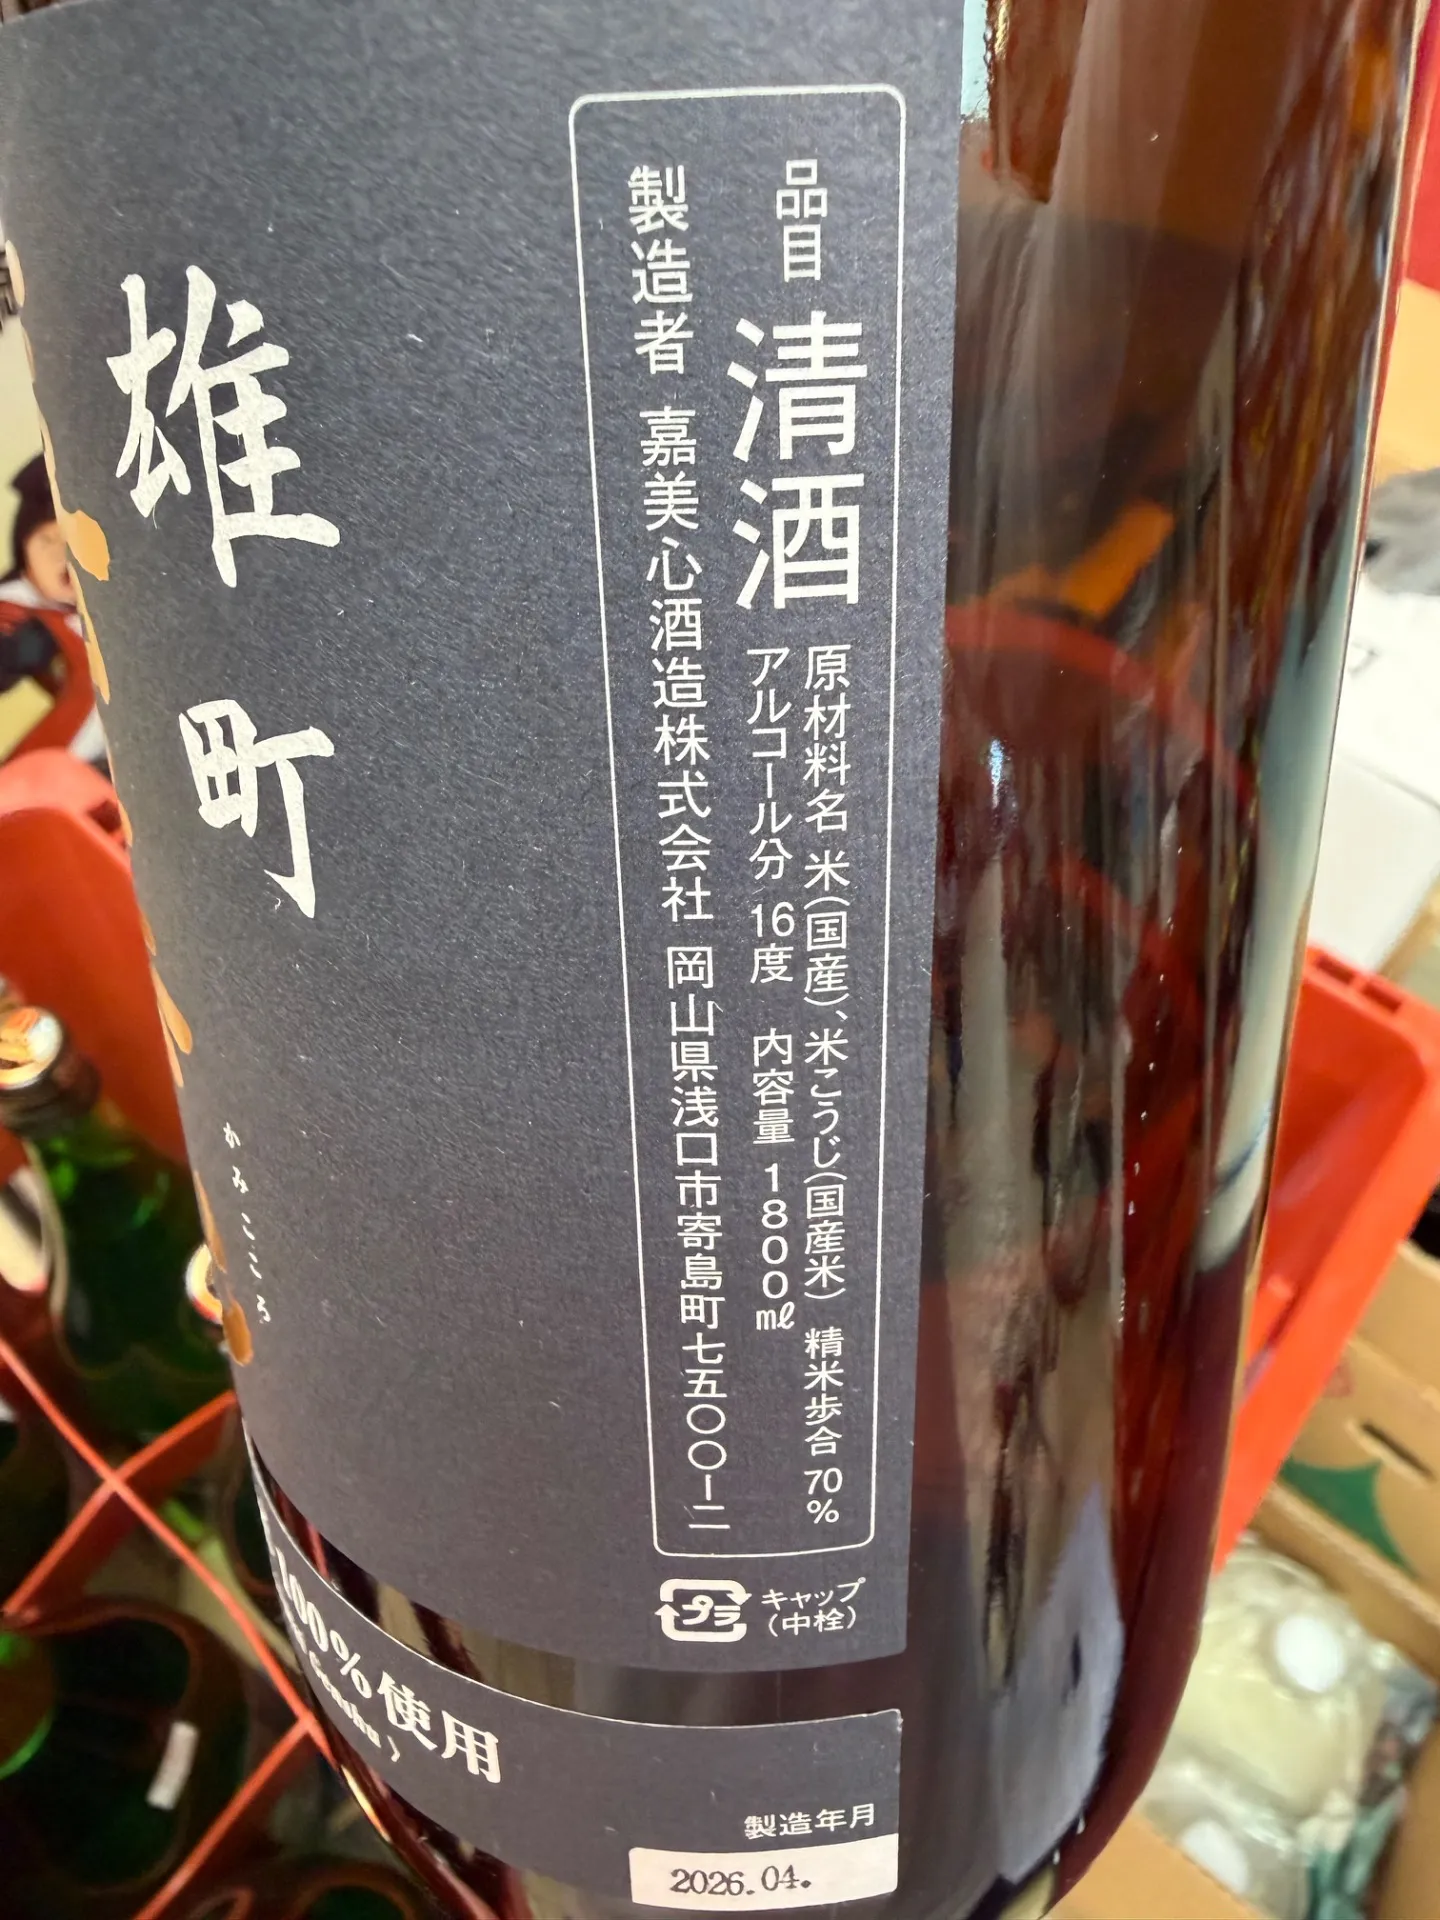 品目 清酒
原材料名 米(国産)、米こうじ(国産米) 精米歩合 70%
アルコール分 16度 内容量 1800ml
製造者 嘉美心酒造株式会社 岡山県浅口市寄島町七五〇〇ー二
雄町
かみこころ
プラ
キャップ
(中栓)
100%使用
製造年月
2026.04.